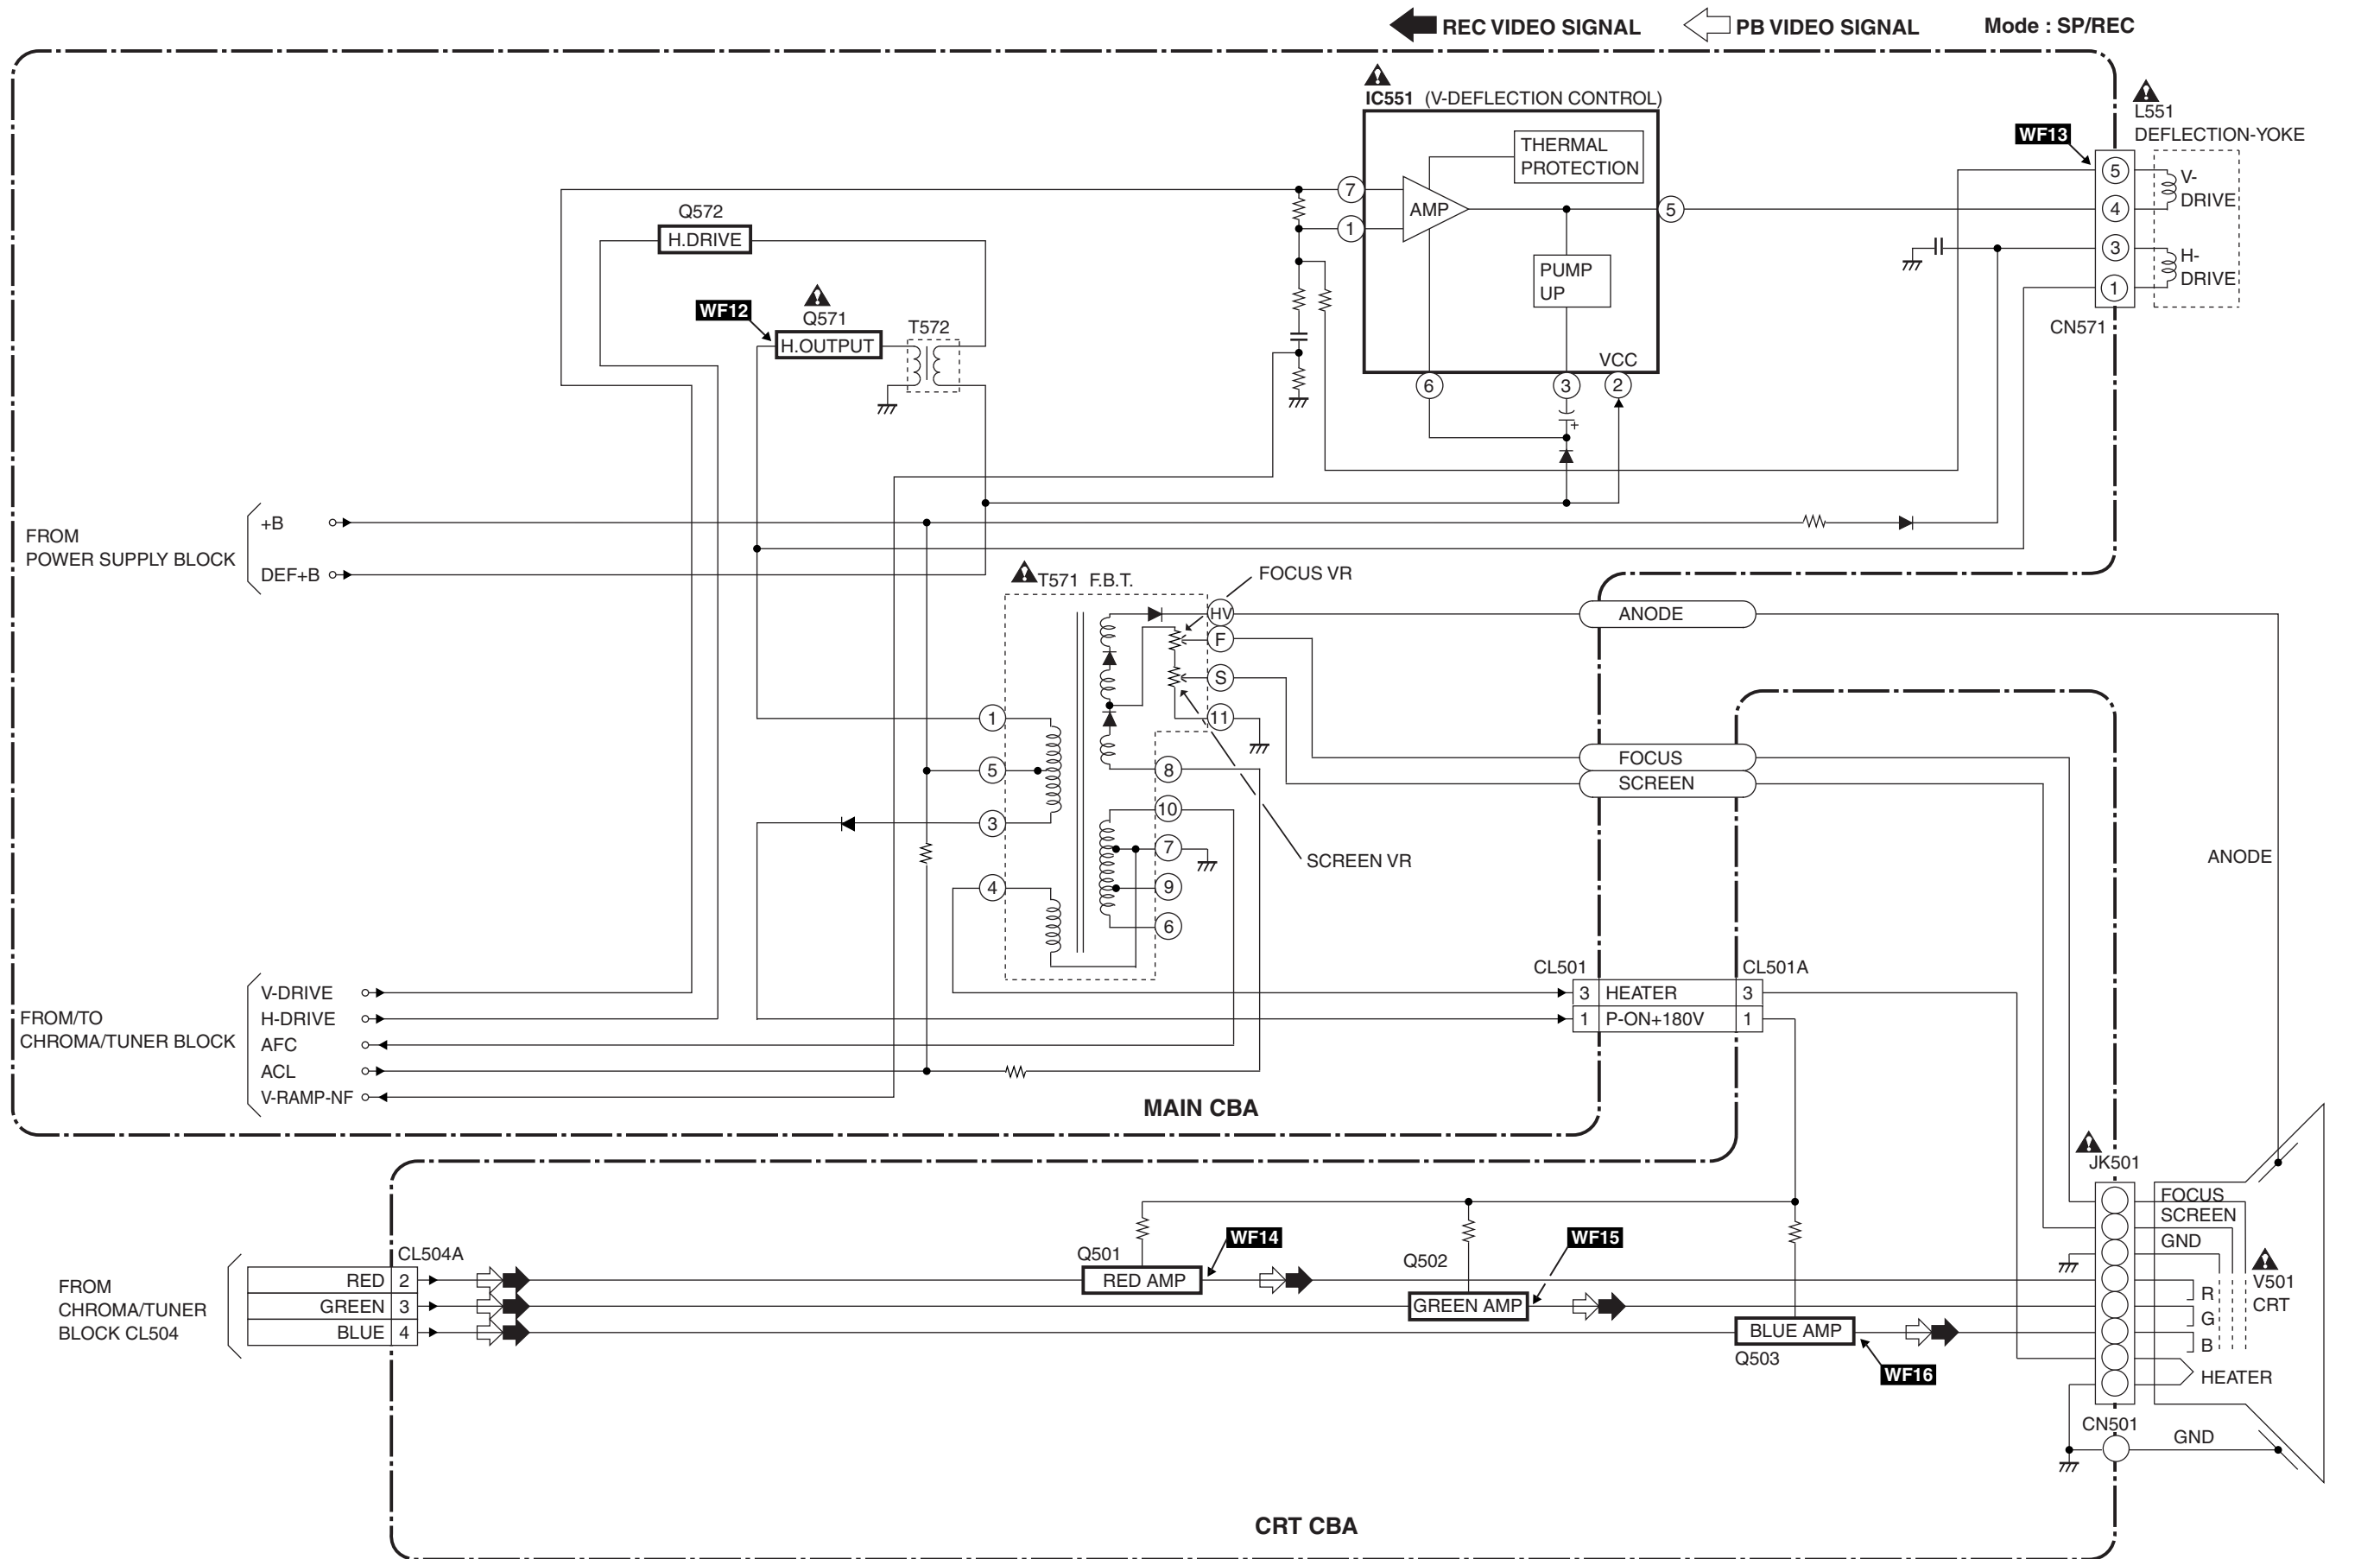 REC VIDEO SIGNAL PB VIDEO SIGNAL Mode : SP/REC
IC551 (V-DEFLECTION CONTROL)
THERMAL
PROTECTION
AMP
PUMP
UP
VCC
7
1
5
6
3
2
L551
DEFLECTION-YOKE
WF13
5
4
3
1
V-
DRIVE
H-
DRIVE
CN571
Q572
H.DRIVE
WF12
Q571
H.OUTPUT
T572
+
FROM
POWER SUPPLY BLOCK
+B
DEF+B
T571 F.B.T.
FOCUS VR
HV
F
S
11
1
5
3
4
8
10
7
9
6
SCREEN VR
ANODE
FOCUS
SCREEN
ANODE
CL501
CL501A
3 HEATER 3
1 P-ON+180V 1
FROM/TO
CHROMA/TUNER BLOCK
V-DRIVE
H-DRIVE
AFC
ACL
V-RAMP-NF
MAIN CBA
JK501
FOCUS
SCREEN
GND
R
G
B
HEATER
V501
CRT
CN501
GND
FROM
CHROMA/TUNER
BLOCK CL504
CL504A
RED 2
GREEN 3
BLUE 4
Q501
RED AMP
WF14
Q502
GREEN AMP
WF15
BLUE AMP
Q503
WF16
CRT CBA